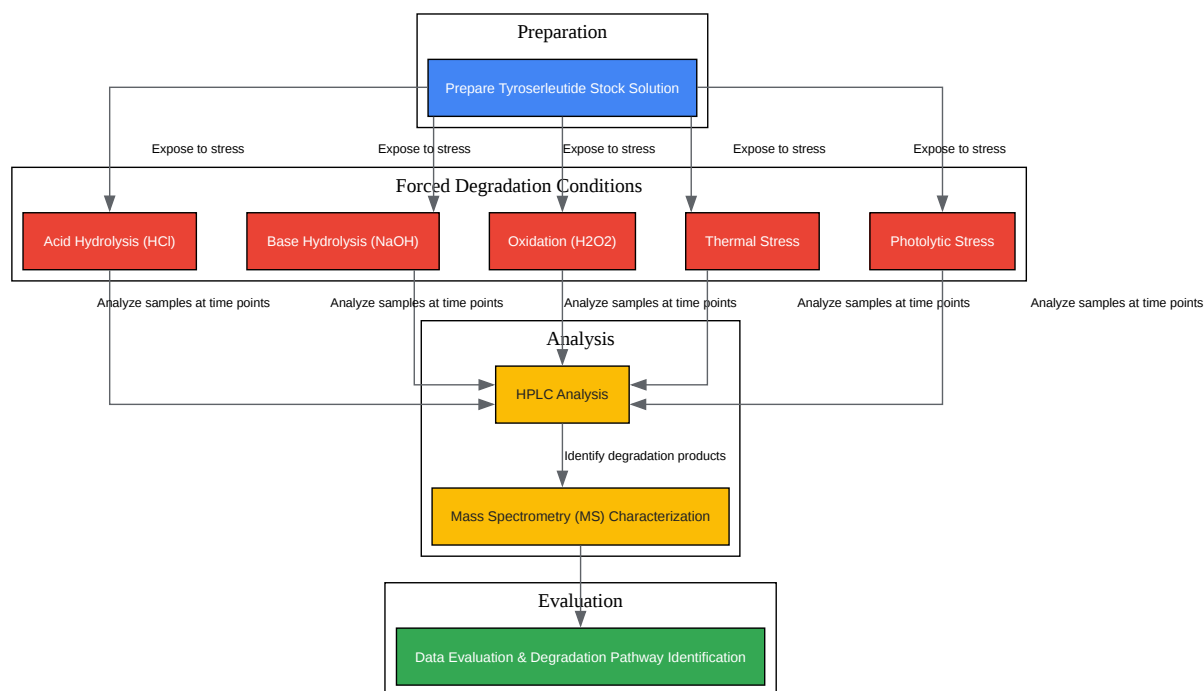 Preparation
Prepare Tyroserleutide Stock Solution
Expose to stress
Expose to stress
Expose to stress
Expose to stress
Expose to stress
Forced Degradation Conditions
Acid Hydrolysis (HCl)
Base Hydrolysis (NaOH)
Oxidation (H2O2)
Thermal Stress
Photolytic Stress
Analyze samples at time points
Analyze samples at time points
Analyze samples at time points
Analyze samples at time points
Analyze samples at time points
Analysis
HPLC Analysis
Identify degradation products
Mass Spectrometry (MS) Characterization
Evaluation
Data Evaluation & Degradation Pathway Identification